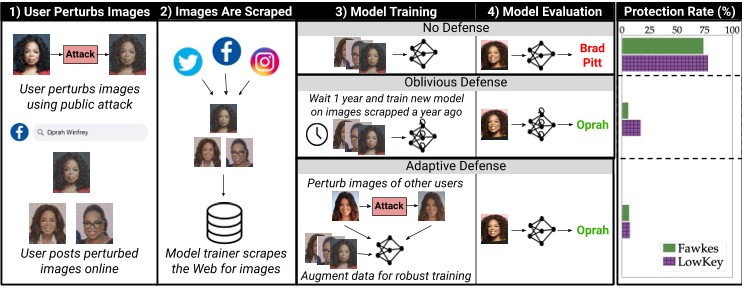 1) User Perturbs Images
2) Images Are Scraped
3) Model Training
4) Model Evaluation
Protection Rate (%)
Attack
User perturbs images
using public attack
Oprah Winfrey
User posts perturbed
images online
Model trainer scrapes
the Web for images
No Defense
Brad
Pitt
Oblivious Defense
Wait 1 year and train new model
on images scrapped a year ago
Oprah
Adaptive Defense
Perturb images of other users
Attack
Augment data for robust training
Oprah
0 25 50 75 100
Fawkes
LowKey